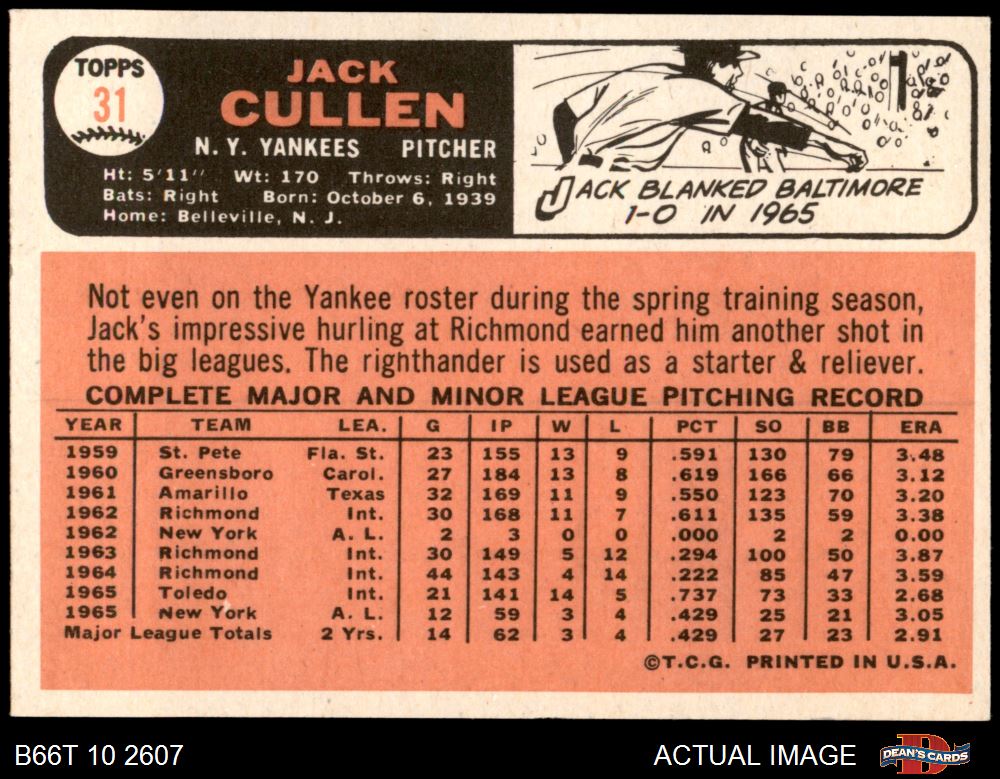 TOPPS
31
JACK
CULLEN
N. Y. YANKEES PITCHER
Ht: 5'11" Wt: 170 Throws: Right
Bats: Right Born: October 6, 1939
Home: Belleville, N. J.
JACK BLANKED BALTIMORE
1-0 IN 1965
Not even on the Yankee roster during the spring training season,
Jack's impressive hurling at Richmond earned him another shot in
the big leagues. The righthander is used as a starter & reliever.
COMPLETE MAJOR AND MINOR LEAGUE PITCHING RECORD
YEAR TEAM LEA. G IP W L PCT SO BB ERA
1959 St. Pete Fla. St. 23 155 13 9 .591 130 79 3.48
1960 Greensboro Carol. 27 184 13 8 .619 166 66 3.12
1961 Amarillo Texas 32 169 11 9 .550 123 70 3.20
1962 Richmond Int. 30 168 11 7 .611 135 59 3.38
1962 New York A. L. 2 3 0 0 .000 2 2 0.00
1963 Richmond Int. 30 149 5 12 .294 100 50 3.87
1964 Richmond Int. 44 143 4 14 .222 85 47 3.59
1965 Toledo Int. 21 141 14 5 .737 73 33 2.68
1965 New York A. L. 12 59 3 4 .429 25 21 3.05
Major League Totals 2 Yrs. 14 62 3 4 .429 27 23 2.91
©T.C.G. PRINTED IN U.S.A.
B66T 10 2607 ACTUAL IMAGE DEAN'S CARDS